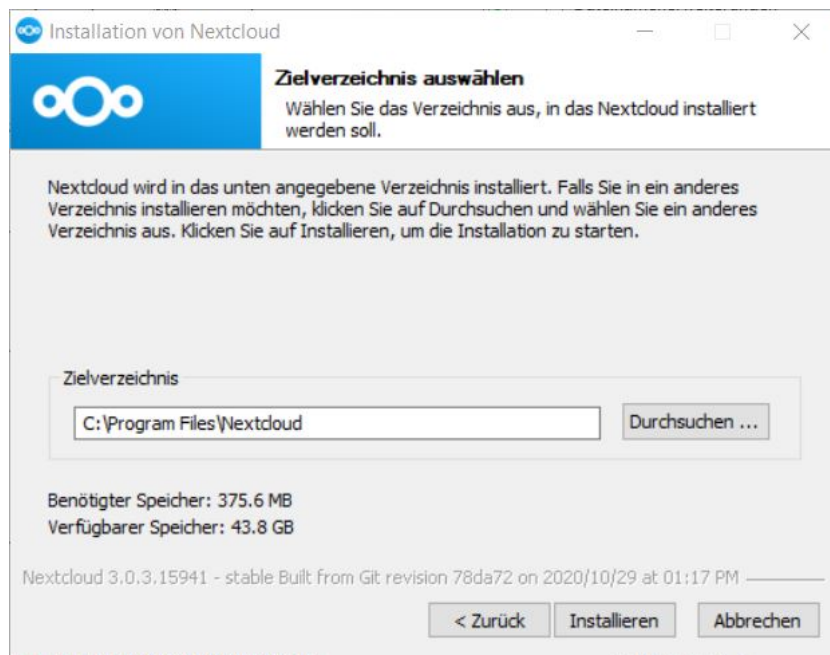 Installation von Nextcloud
Zielverzeichnis auswählen
Wählen Sie das Verzeichnis aus, in das Nextcloud installiert
werden soll.
Nextcloud wird in das unten angegebene Verzeichnis installiert. Falls Sie in ein anderes
Verzeichnis installieren möchten, klicken Sie auf Durchsuchen und wählen Sie ein anderes
Verzeichnis aus. Klicken Sie auf Installieren, um die Installation zu starten.
Zielverzeichnis
C:\Program Files\Nextcloud
Durchsuchen ...
Benötigter Speicher: 375.6 MB
Verfügbarer Speicher: 43.8 GB
Nextcloud 3.0.3.15941 - stable Built from Git revision 78da72 on 2020/10/29 at 01:17 PM
< Zurück
Installieren
Abbrechen